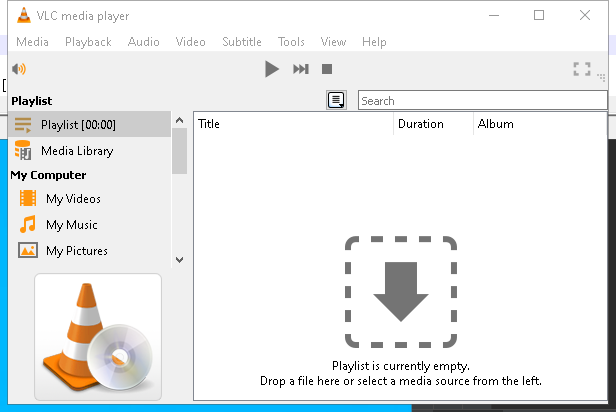 VLC media player
Media Playback Audio Video Subtitle Tools View Help
Playlist
Search
Playlist [00:00]
Title Duration Album
Media Library
My Computer
My Videos
My Music
My Pictures
Playlist is currently empty.
Drop a file here or select a media source from the left.